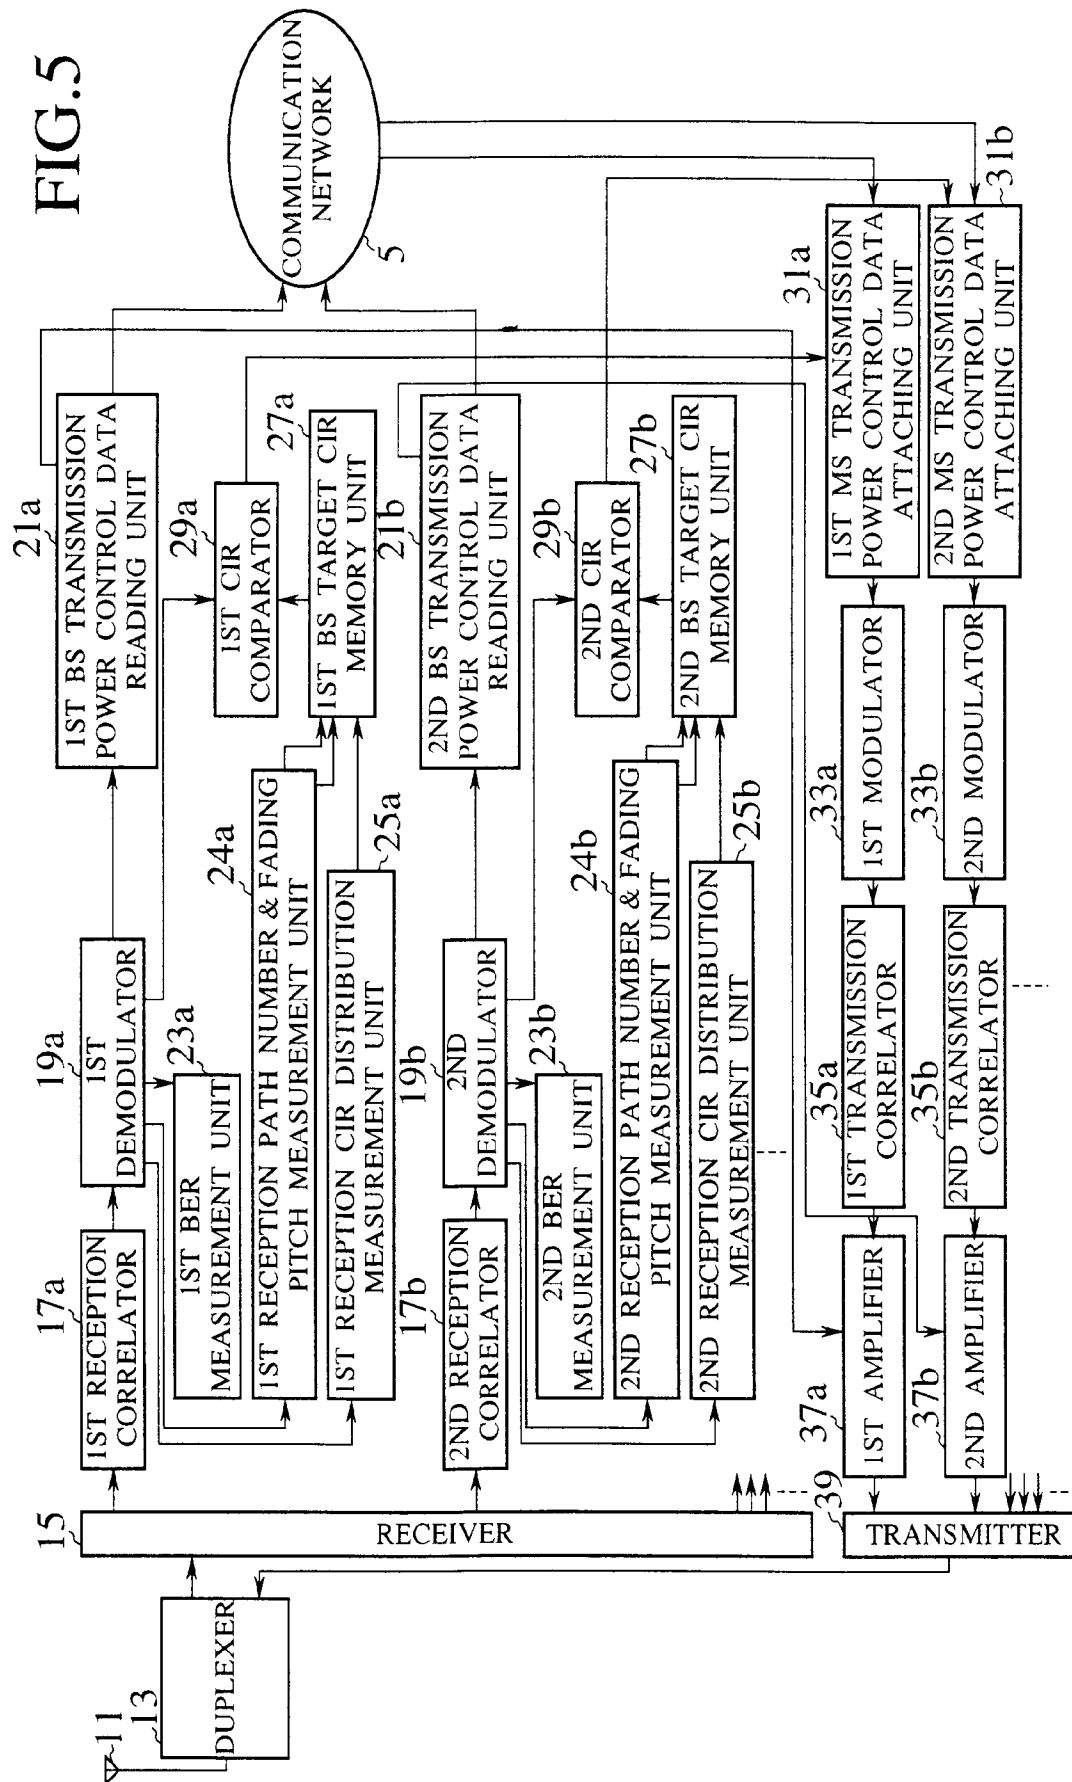 FIG.5
11
13
DUPLEXER
15
RECEIVER
17a
1ST RECEPTION
CORRELATOR
19a
1ST
DEMODULATOR
21a
1ST BS TRANSMISSION
POWER CONTROL DATA
READING UNIT
COMMUNICATION
NETWORK
5
23a
1ST BER
MEASUREMENT UNIT
24a
1ST RECEPTION PATH NUMBER & FADING
PITCH MEASUREMENT UNIT
25a
1ST RECEPTION CIR DISTRIBUTION
MEASUREMENT UNIT
29a
1ST CIR
COMPARATOR
27a
1ST BS TARGET CIR
MEMORY UNIT
17b
2ND RECEPTION
CORRELATOR
19b
2ND
DEMODULATOR
21b
2ND BS TRANSMISSION
POWER CONTROL DATA
READING UNIT
23b
2ND BER
MEASUREMENT UNIT
24b
2ND RECEPTION PATH NUMBER & FADING
PITCH MEASUREMENT UNIT
25b
2ND RECEPTION CIR DISTRIBUTION
MEASUREMENT UNIT
29b
2ND CIR
COMPARATOR
27b
2ND BS TARGET CIR
MEMORY UNIT
39
TRANSMITTER
37a
1ST AMPLIFIER
35a
1ST TRANSMISSION
CORRELATOR
33a
1ST MODULATOR
31a
1ST MS TRANSMISSION
POWER CONTROL DATA
ATTACHING UNIT
37b
2ND AMPLIFIER
35b
2ND TRANSMISSION
CORRELATOR
33b
2ND MODULATOR
31b
2ND MS TRANSMISSION
POWER CONTROL DATA
ATTACHING UNIT